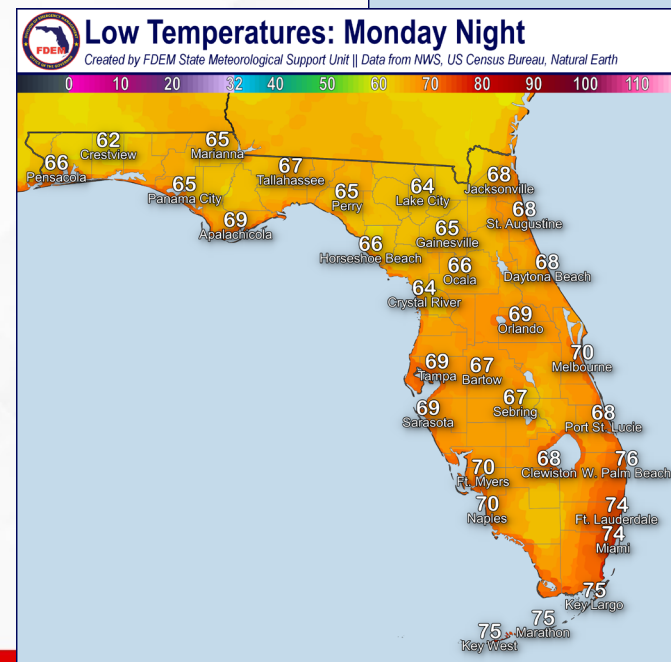 Low Temperatures: Monday Night
FDEM
Created by FDEM State Meteorological Support Unit || Data from NWS, US Census Bureau, Natural Earth
0 10 20 32 40 50 60 70 80 90 100 110
62
Crestview
65
Marianna
66
Pensacola
67
Tallahassee
65
Panama City
65
Perry
64
Lake City
68
Jacksonville
69
Apalachicola
68
St. Augustine
65
Gainesville
66
Horseshoe Beach
66
Ocala
68
Daytona Beach
64
Crystal River
69
Orlando
70
Melbourne
69
Tampa
67
Bartow
67
Sebring
69
Sarasota
68
Port St. Lucie
70
Ft. Myers
68
Clewiston
76
W. Palm Beach
70
Naples
74
Ft. Lauderdale
74
Miami
75
Key Largo
75
Marathon
75
Key West